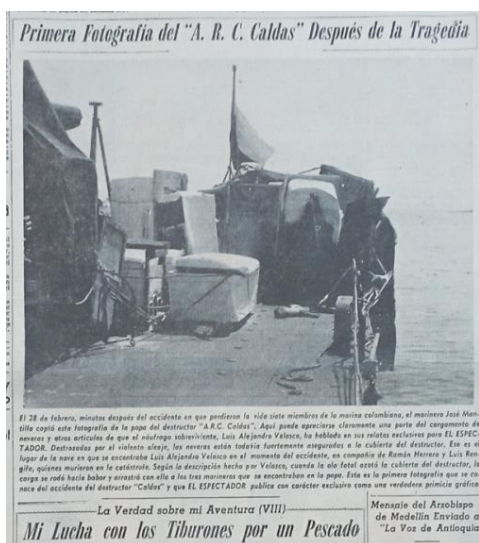 Primera Fotografía del "A. R. C. Caldas" Después de la Tragedia
El 28 de febrero, minutos después del accidente en que perdieron la vida siete miembros de la marina colombiana, el marinero José Man-
tilla captó esta fotografía de la popa del destructor "A.R.C. Caldas". Aquí puede apreciarse claramente una parte del cargamento de
neveras y otros artículos de que el náufrago sobreviviente, Luis Alejandro Velasco, ha hablado en sus relatos exclusivos para EL ESPEC-
TADOR. Destrozadas por el violento oleaje, las neveras están todavía fuertemente aseguradas a la cubierta del destructor. Ese es el
lugar de la nave en que se encontraba Luis Alejandro Velasco en el momento del accidente, en compañía de Ramón Herrera y Luis Ren-
gifo, quienes murieron en la catástrofe. Según la descripción hecha por Velasco, cuando la ola fatal azotó la cubierta del destructor, la
carga se rodó hacia babor y arrastró con ella a los tres marineros que se encontraban en la popa. Esta es la primera fotografía que se co-
noce del accidente del destructor "Caldas" y que EL ESPECTADOR publica con carácter exclusivo como una verdadera primicia gráfica
La Verdad sobre mi Aventura (VIII)
Mi Lucha con los Tiburones por un Pescado
Mensaje del Arzobispo
de Medellín Enviado a
"La Voz de Antioquia